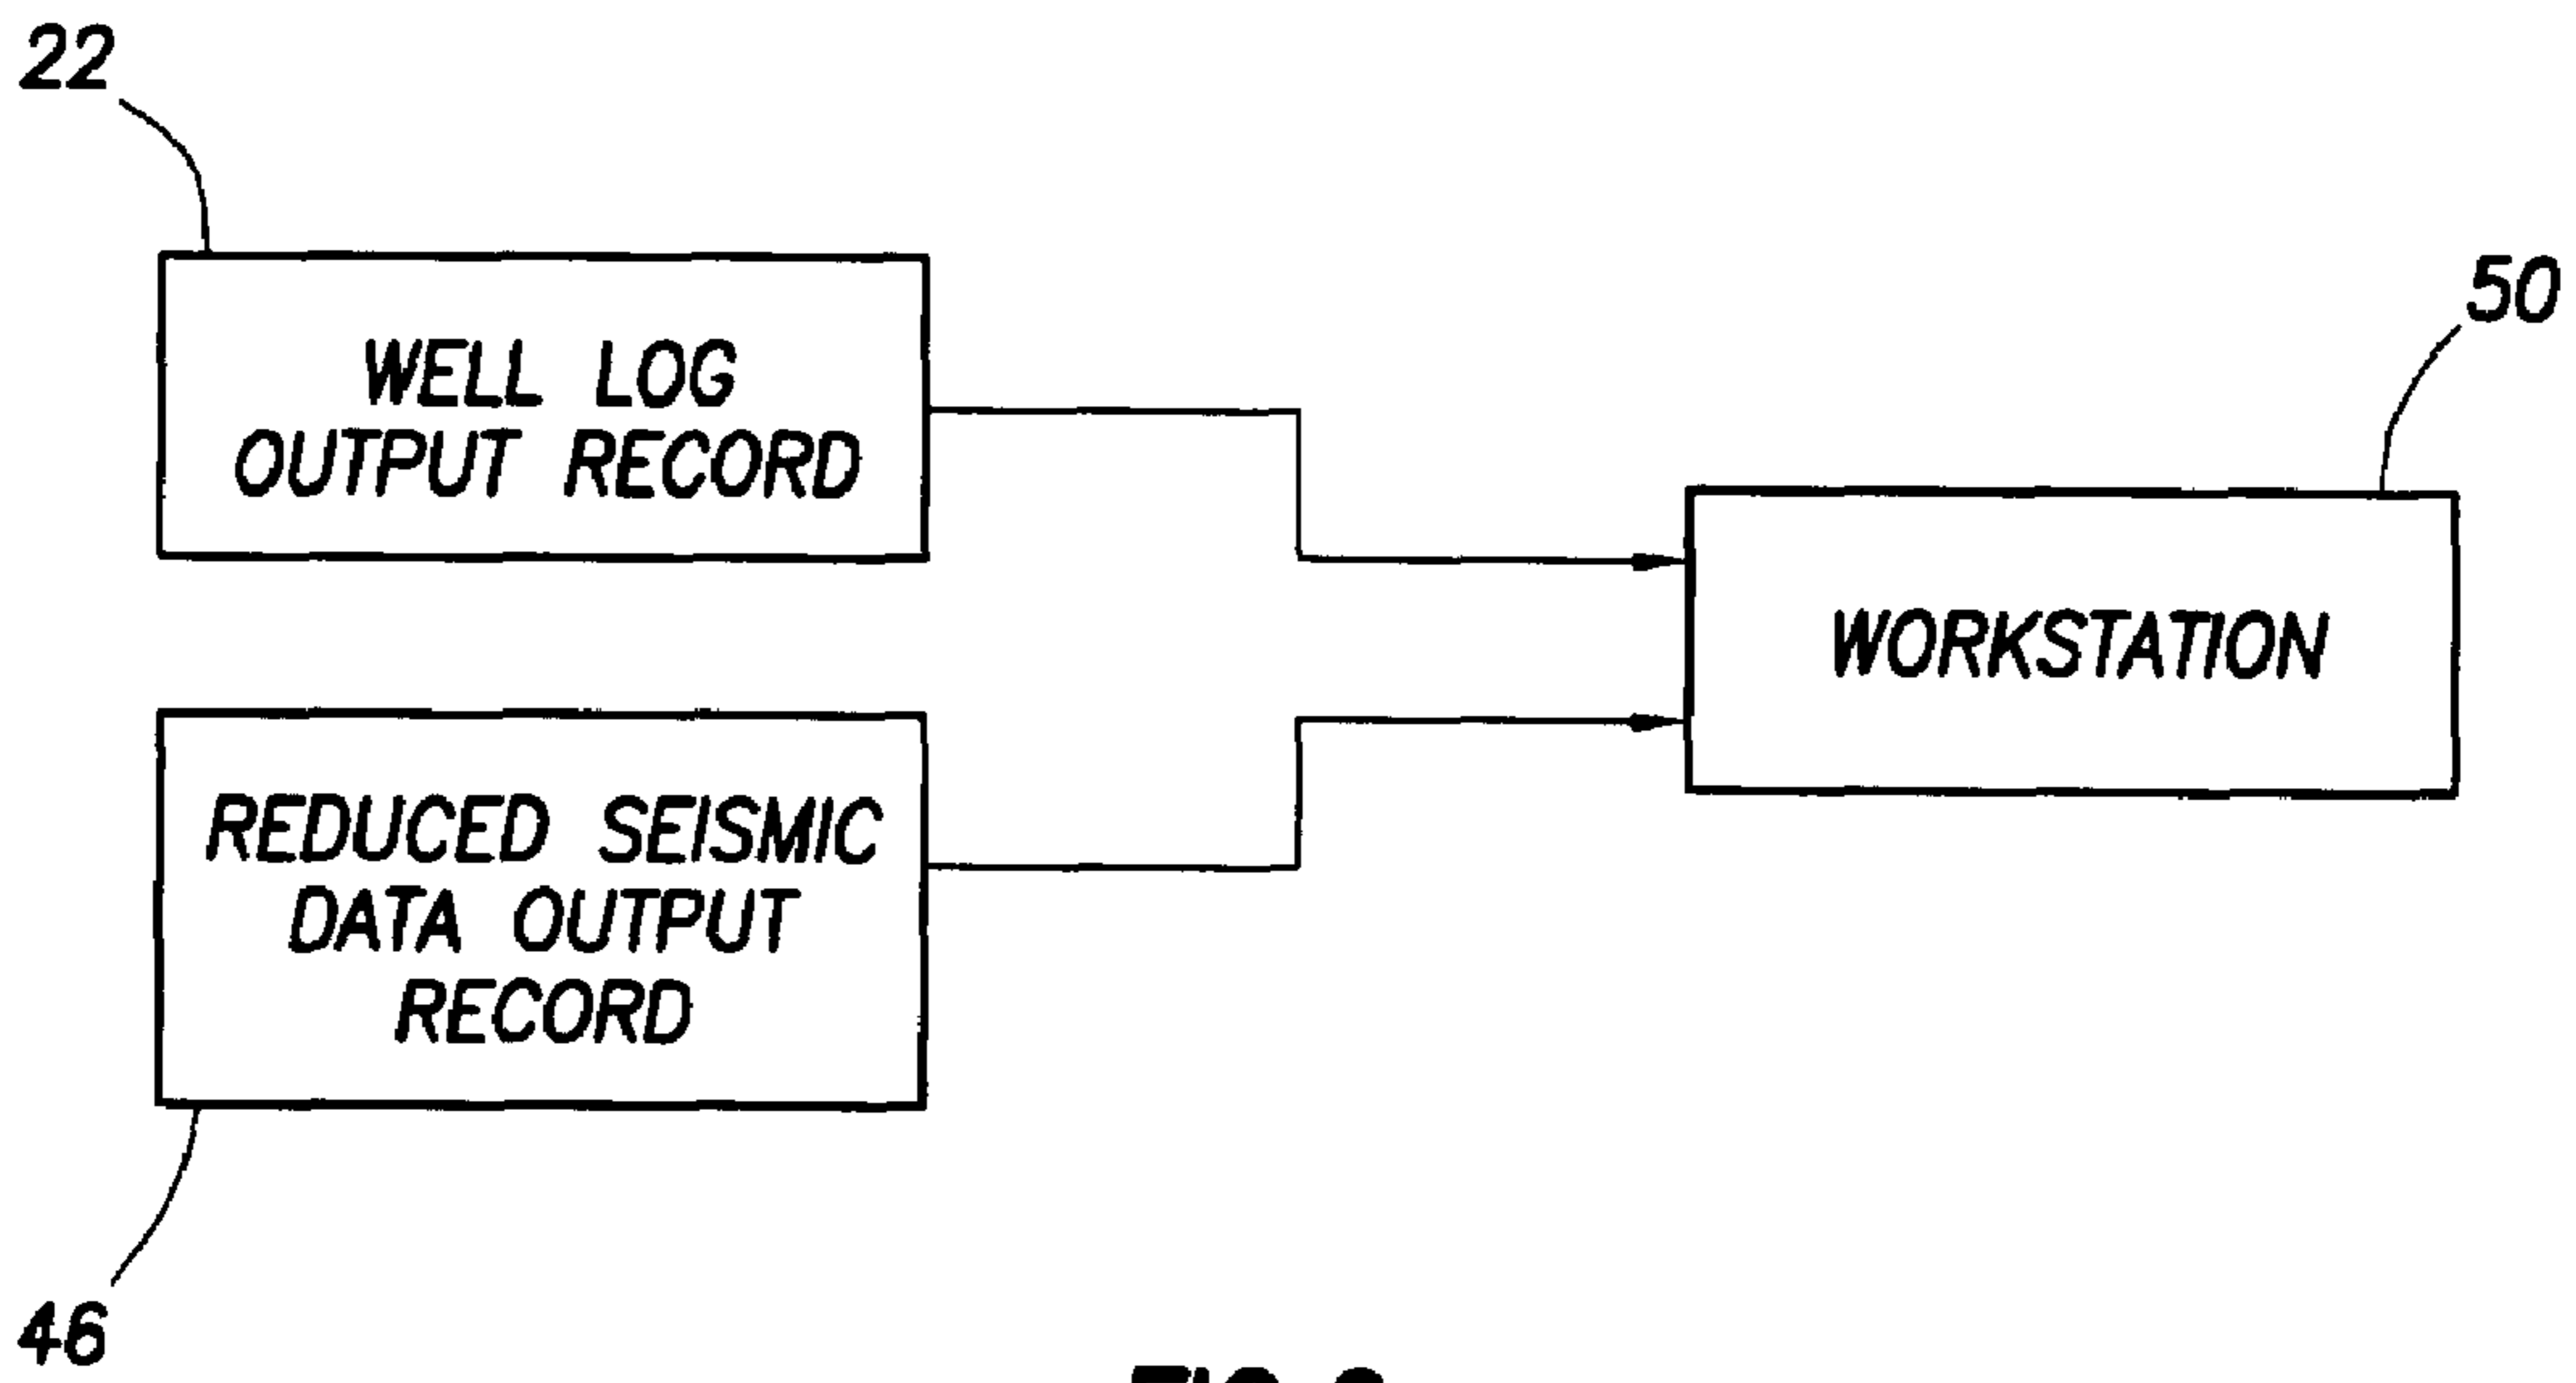 22
WELL LOG
OUTPUT RECORD
50
WORKSTATION
REDUCED SEISMIC
DATA OUTPUT
RECORD
46